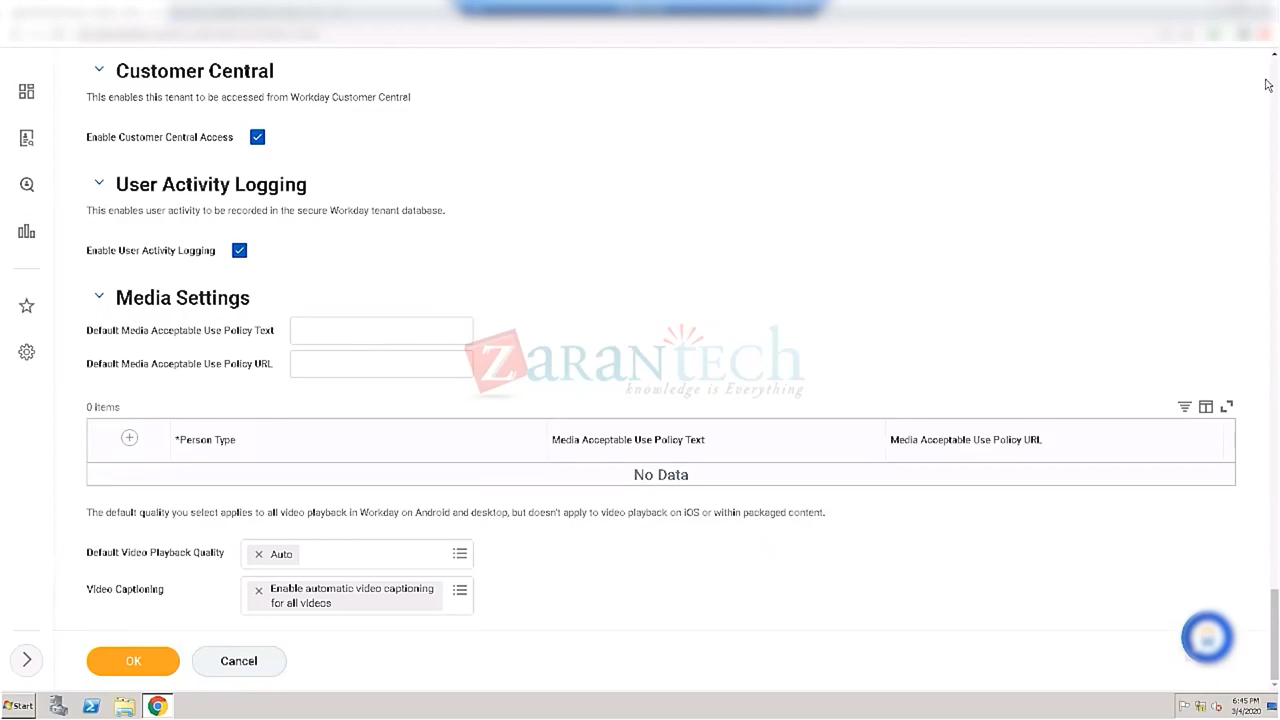 Customer Central
This enables this tenant to be accessed from Workday Customer Central
Enable Customer Central Access
User Activity Logging
This enables user activity to be recorded in the secure Workday tenant database.
Enable User Activity Logging
Media Settings
Default Media Acceptable Use Policy Text
Default Media Acceptable Use Policy URL
ZARANTECH
knowledge is Everything
0 items
*Person Type Media Acceptable Use Policy Text Media Acceptable Use Policy URL
No Data
The default quality you select applies to all video playback in Workday on Android and desktop, but doesn't apply to video playback on iOS or within packaged content.
Default Video Playback Quality Auto
Video Captioning Enable automatic video captioning
for all videos
OK Cancel
Start
6:45 PM
3/4/2020